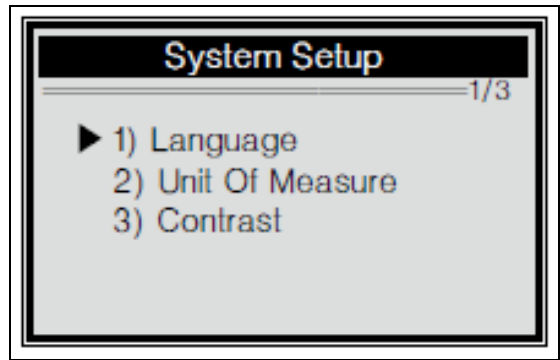 System Setup
1/3
1) Language
2) Unit Of Measure
3) Contrast